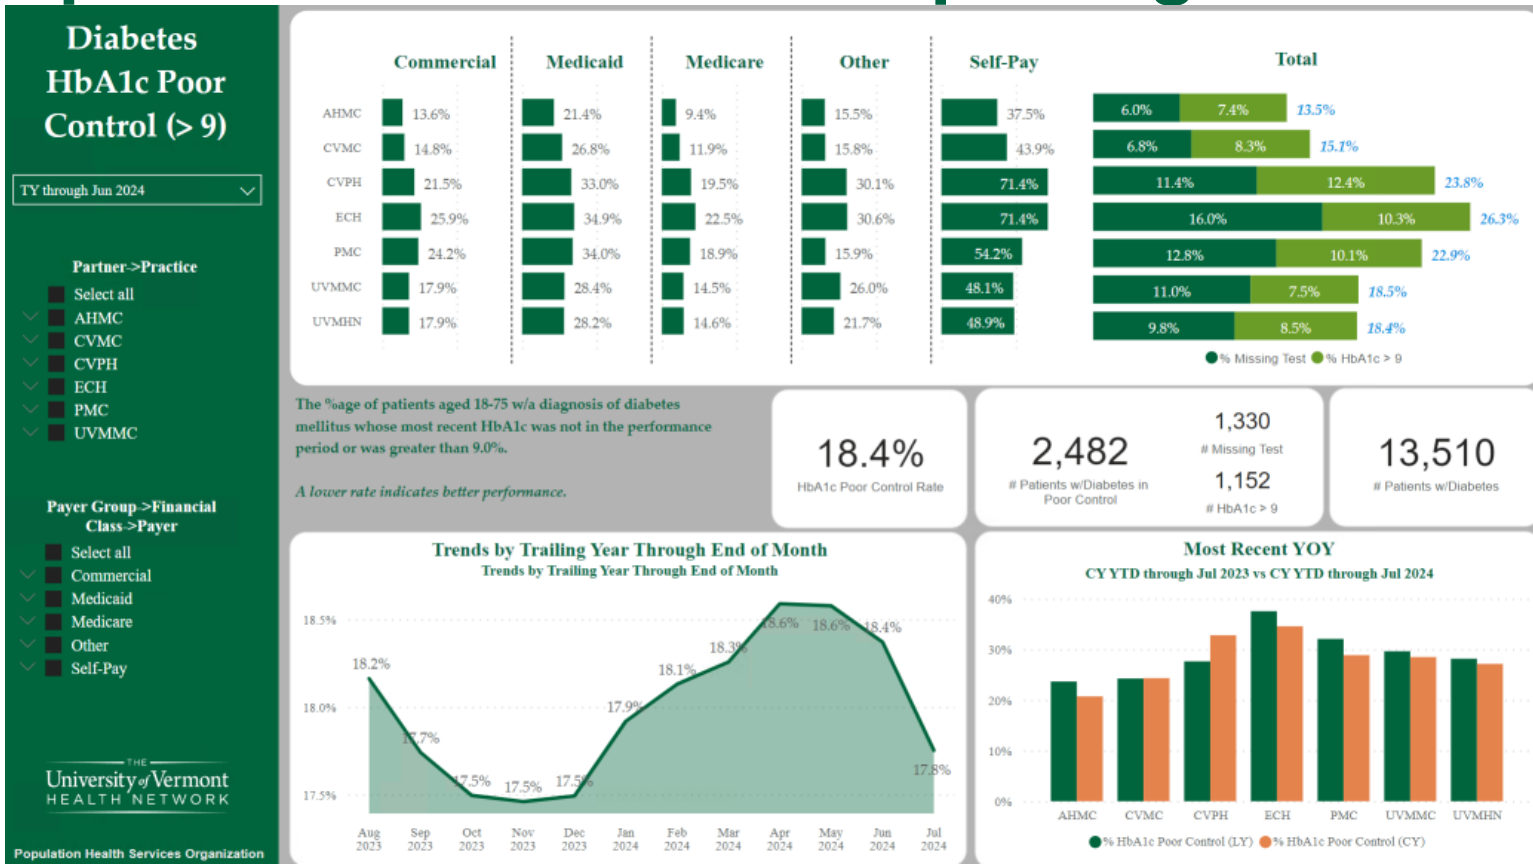 Diabetes
HbA1c Poor
Control (> 9)
TY through Jun 2024
Partner->Practice
Select all
AHMC
CVMC
CVPH
ECH
PMC
UVMMC
Payer Group->Financial
Class->Payer
Select all
Commercial
Medicaid
Medicare
Other
Self-Pay
THE
University of Vermont
HEALTH NETWORK
Population Health Services Organization
Commercial Medicaid Medicare Other Self-Pay Total
AHMC 13.6% 21.4% 9.4% 15.5% 37.5% 6.0% 7.4% 13.5%
CVMC 14.8% 26.8% 11.9% 15.8% 43.9% 6.8% 8.3% 15.1%
CVPH 21.5% 33.0% 19.5% 30.1% 71.4% 11.4% 12.4% 23.8%
ECH 25.9% 34.9% 22.5% 30.6% 71.4% 16.0% 10.3% 26.3%
PMC 24.2% 34.0% 18.9% 15.9% 54.2% 12.8% 10.1% 22.9%
UVMMC 17.9% 28.4% 14.5% 26.0% 48.1% 11.0% 7.5% 18.5%
UVMHN 17.9% 28.2% 14.6% 21.7% 48.9% 9.8% 8.5% 18.4%
% Missing Test % HbA1c > 9
The %age of patients aged 18-75 w/a diagnosis of diabetes
mellitus whose most recent HbA1c was not in the performance
period or was greater than 9.0%.
A lower rate indicates better performance.
18.4%
HbA1c Poor Control Rate
2,482
# Patients w/Diabetes in
Poor Control
1,330
# Missing Test
1,152
# HbA1c > 9
13,510
# Patients w/Diabetes
Trends by Trailing Year Through End of Month
Trends by Trailing Year Through End of Month
18.5%
18.0%
17.5%
18.2% 17.7% 17.5% 17.5% 17.5% 17.9% 18.1% 18.3% 18.6% 18.6% 18.4% 17.8%
Aug Sep Oct Nov Dec Jan Feb Mar Apr May Jun Jul
2023 2023 2023 2023 2023 2024 2024 2024 2024 2024 2024 2024
Most Recent YOY
CY YTD through Jul 2023 vs CY YTD through Jul 2024
40%
30%
20%
10%
0%
AHMC CVMC CVPH ECH PMC UVMMC UVMHN
% HbA1c Poor Control (LY) % HbA1c Poor Control (CY)